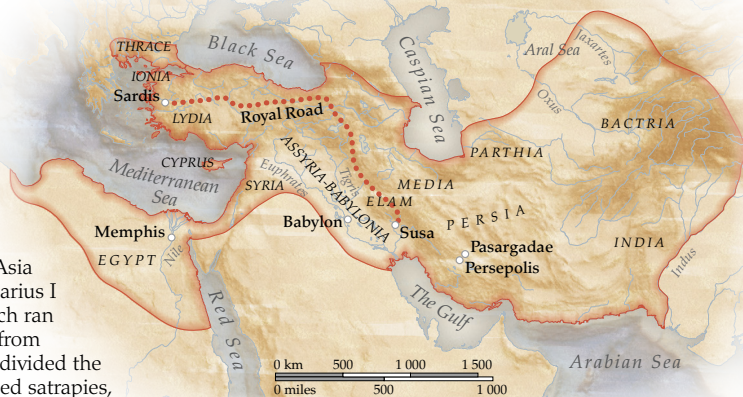 THRACE
Black Sea
Caspian Sea
Aral Sea
Jaxartes
IONIA
Sardis
LYDIA
Royal Road
Oxus
BACTRIA
PARTHIA
CYPRUS
Mediterranean
Sea
SYRIA
Euphrates
ASSYRIA-BABYLONIA
Tigris
MEDIA
ELAM
PERSIA
Memphis
Babylon
Susa
Pasargadae
Persepolis
INDIA
Indus
EGYPT
Nile
Red Sea
The Gulf
Arabian Sea
Asia
arius I
ch ran
from
divided the
ed satrapies,
0 km 500 1 000 1 500
0 miles 500 1 000